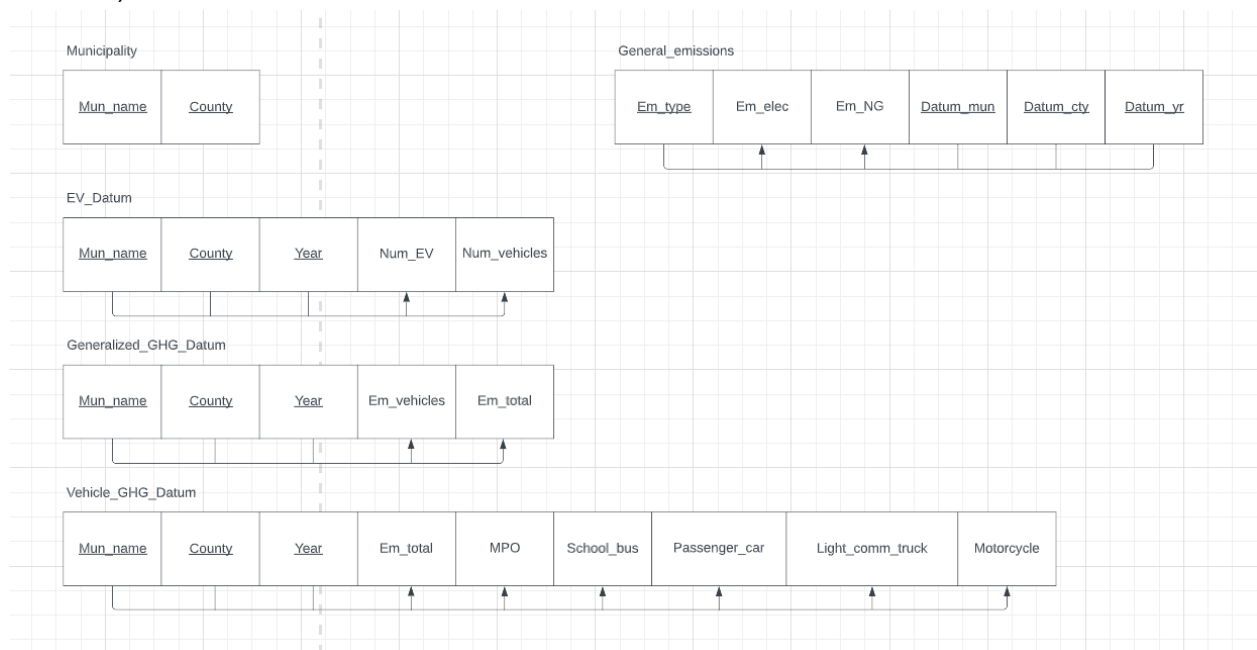 Municipality
Mun_name County
General_emissions
Em_type Em_elec Em_NG Datum_mun Datum_cty Datum_yr
EV_Datum
Mun_name County Year Num_EV Num_vehicles
Generalized_GHG_Datum
Mun_name County Year Em_vehicles Em_total
Vehicle_GHG_Datum
Mun_name County Year Em_total MPO School_bus Passenger_car Light_comm_truck Motorcycle